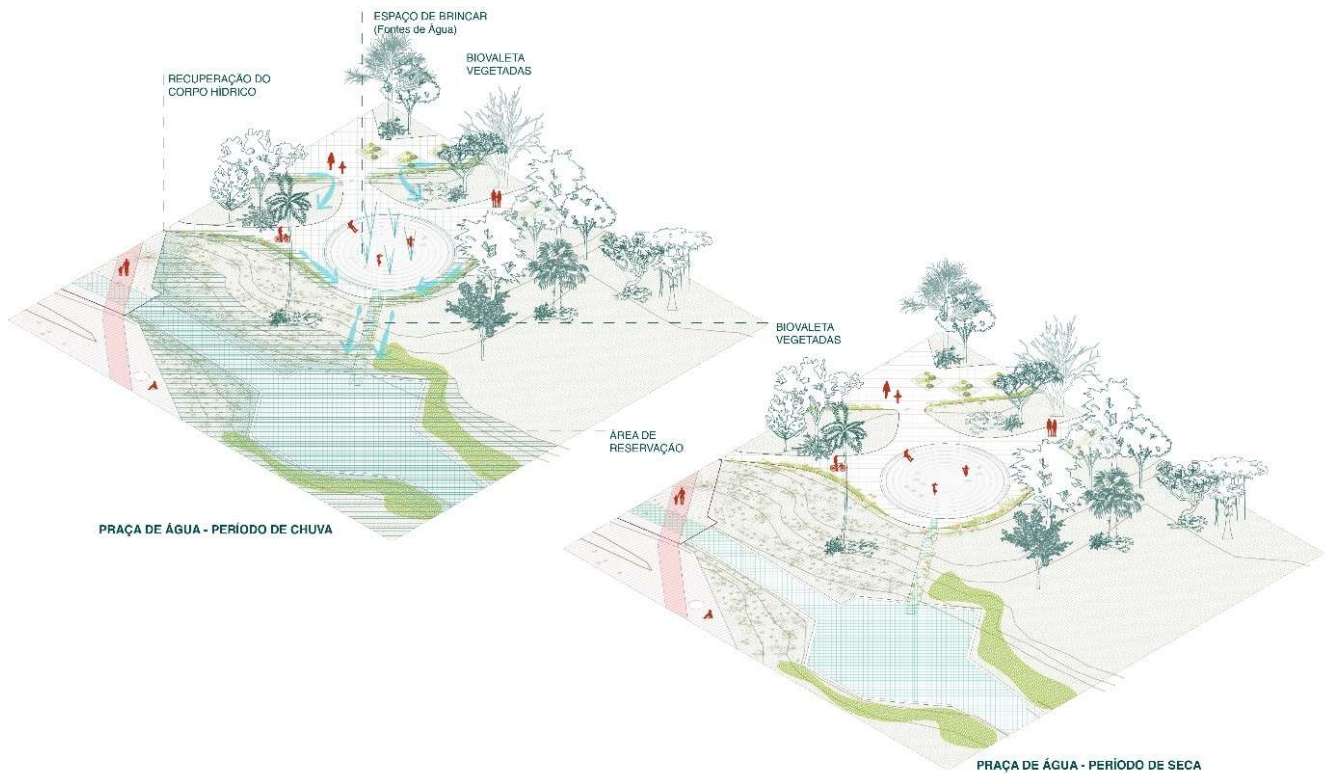 ESPAÇO DE BRINCAR
(Fontes de Água)
BIOVALETA
VEGETADAS
RECUPERAÇÃO DO
CORPO HÍDRICO
BIOVALETA
VEGETADAS
ÁREA DE
RESERVAÇÃO
PRAÇA DE ÁGUA - PERÍODO DE CHUVA
PRAÇA DE ÁGUA - PERÍODO DE SECA